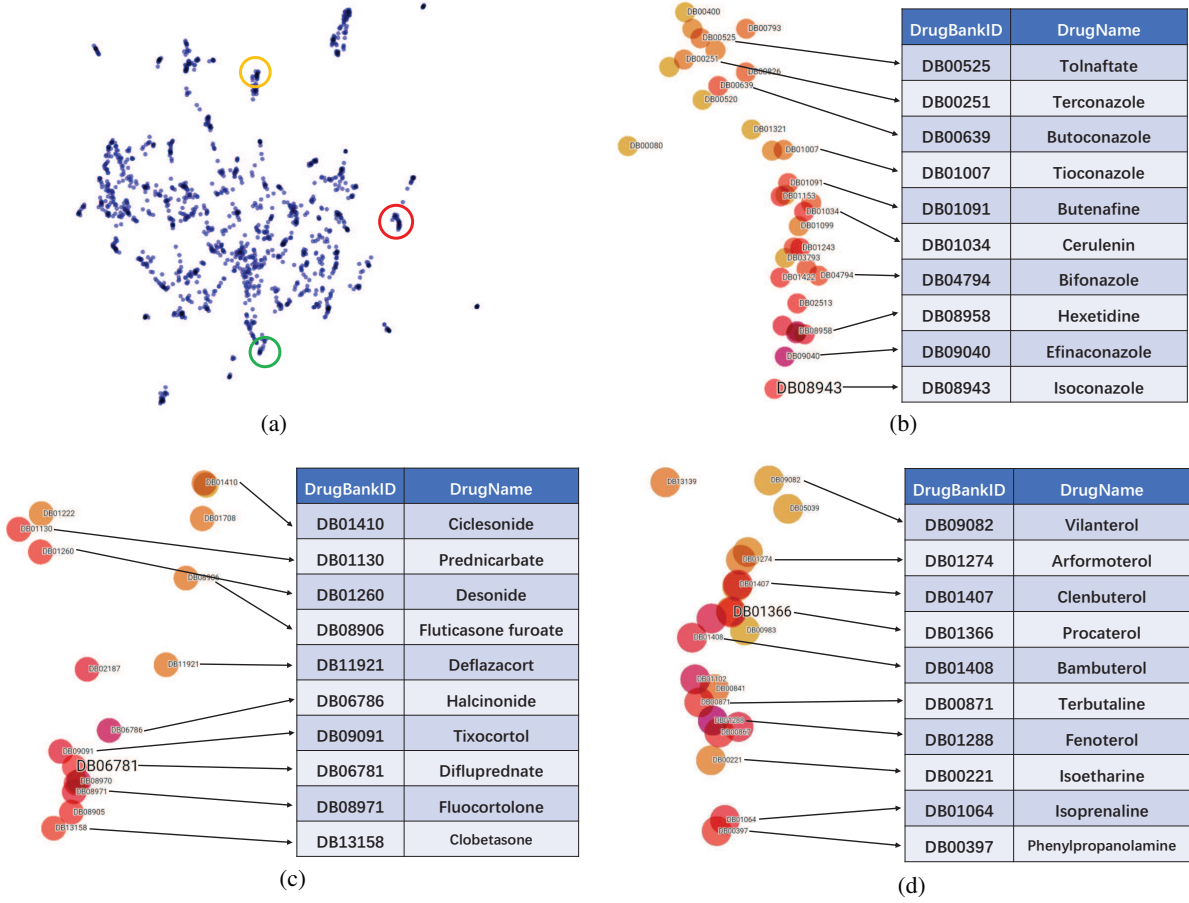 (a)
DB00400
DB00793
DB00525
DB00251
DB00826
DB00639
DB00520
DB01321
DB00080
DB01007
DB01091
DB01153
DB01034
DB01099
DB01243
DB03793
DB04794
DB01422
DB02513
DB08958
DB09040
DB08943
DrugBankID DrugName
DB00525 Tolnaftate
DB00251 Terconazole
DB00639 Butoconazole
DB01007 Tioconazole
DB01091 Butenafine
DB01034 Cerulenin
DB04794 Bifonazole
DB08958 Hexetidine
DB09040 Efinaconazole
DB08943 Isoconazole
(b)
DB01410
DB01222
DB01708
DB01130
DB01260
DB08906
DB11921
DB02187
DB06786
DB09091
DB06781
DB08970
DB08971
DB08905
DB13158
DrugBankID DrugName
DB01410 Ciclesonide
DB01130 Prednicarbate
DB01260 Desonide
DB08906 Fluticasone furoate
DB11921 Deflazacort
DB06786 Halcinonide
DB09091 Tixocortol
DB06781 Difluprednate
DB08971 Fluocortolone
DB13158 Clobetasone
(c)
DB13139
DB09082
DB05039
DB01274
DB01407
DB01366
DB00983
DB01408
DB01102
DB00841
DB00871
DB01288
DB00867
DB00221
DB01064
DB00397
DrugBankID DrugName
DB09082 Vilanterol
DB01274 Arformoterol
DB01407 Clenbuterol
DB01366 Procaterol
DB01408 Bambuterol
DB00871 Terbutaline
DB01288 Fenoterol
DB00221 Isoetharine
DB01064 Isoprenaline
DB00397 Phenylpropanolamine
(d)